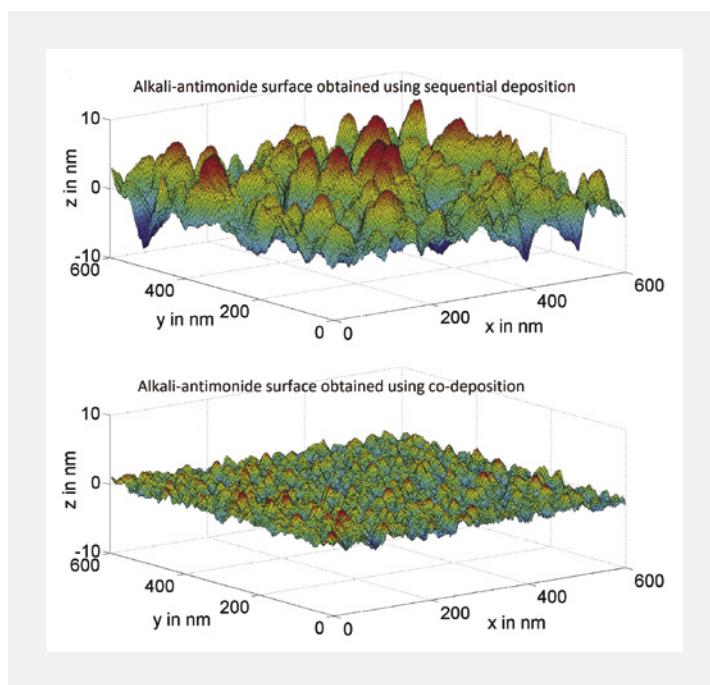 Alkali-antimonide surface obtained using sequential deposition
10
0
-10
z in nm
600
400
200
0
y in nm
0
200
400
600
x in nm
Alkali-antimonide surface obtained using co-deposition
10
0
-10
z in nm
600
400
200
0
y in nm
0
200
400
600
x in nm